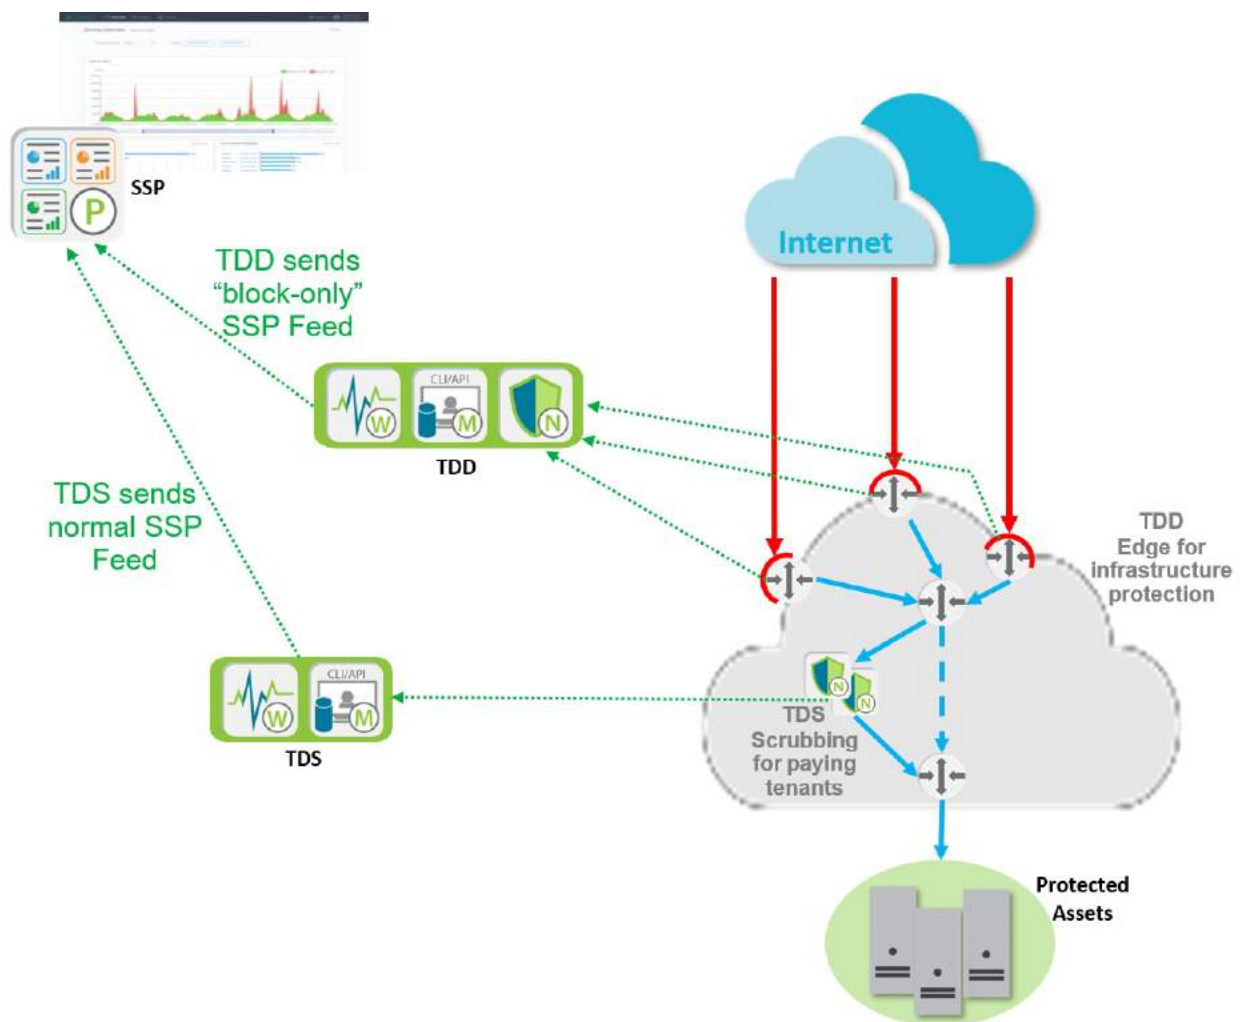 SSP
P
Internet
TDD sends
“block-only”
SSP Feed
CLI/API
W
M
N
TDD
TDS sends
normal SSP
Feed
TDD
Edge for
infrastructure
protection
CLI/API
W
M
TDS
N
N
TDS
Scrubbing
for paying
tenants
Protected
Assets